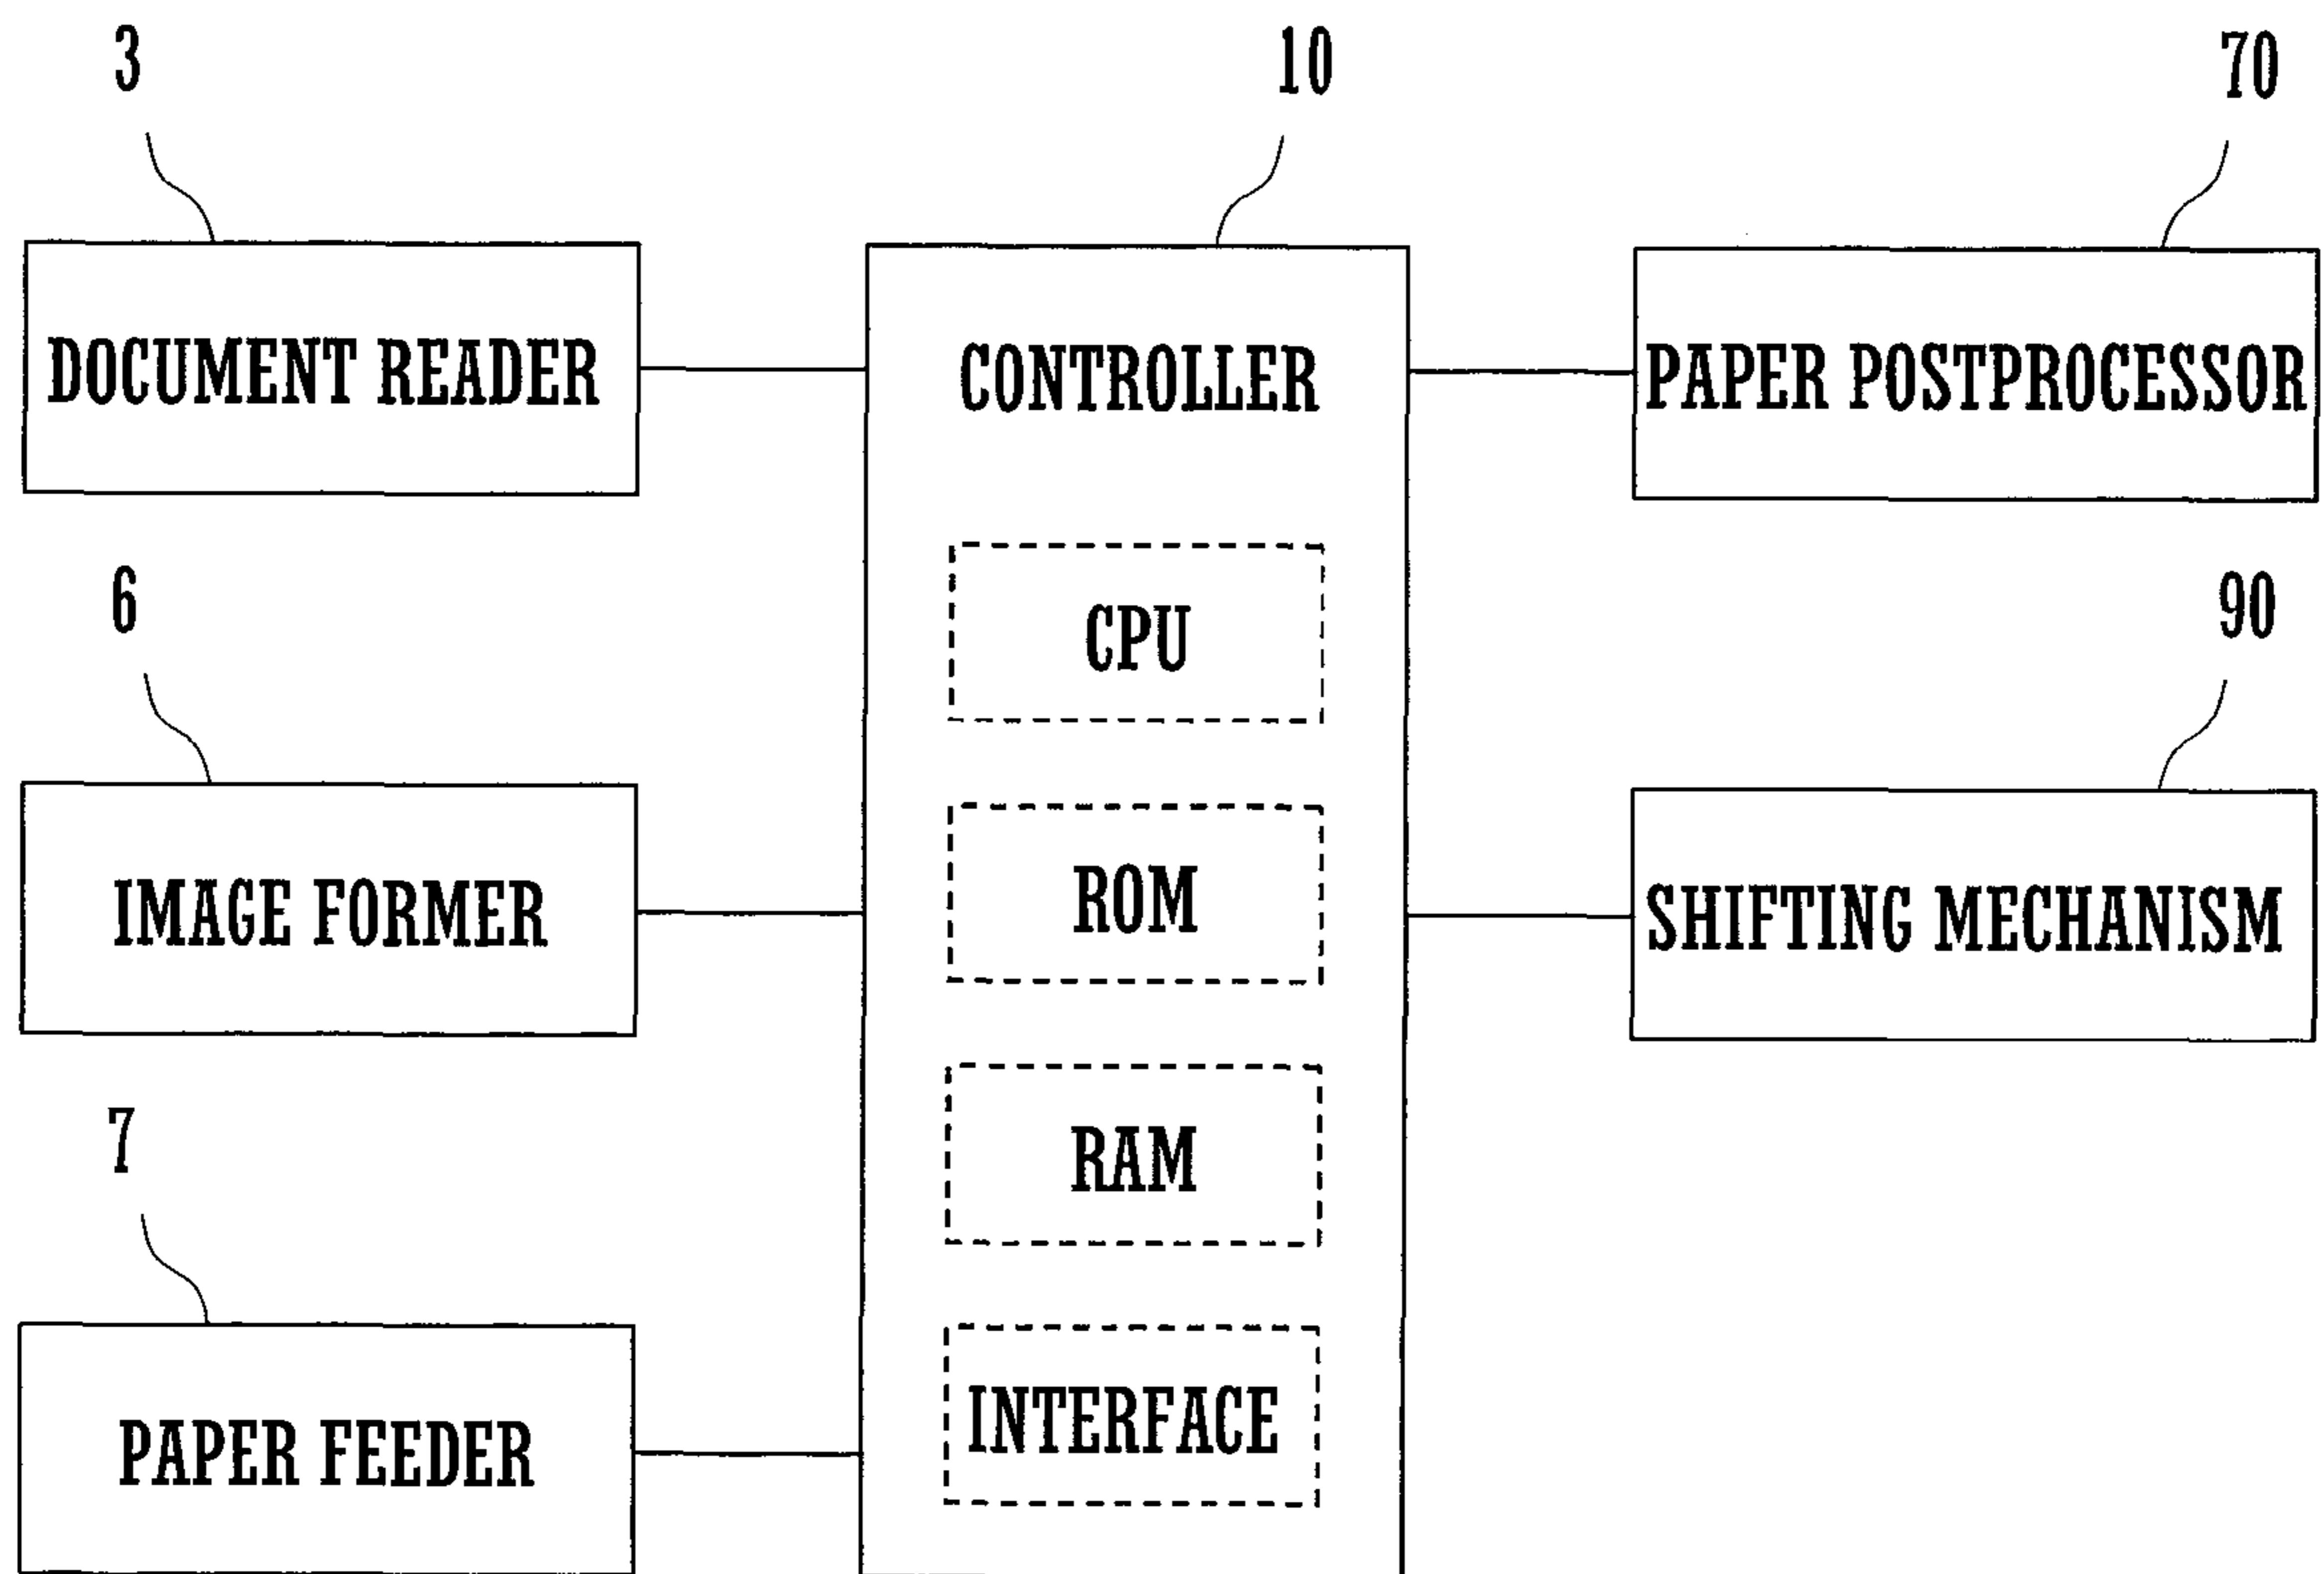 3
10
70
DOCUMENT READER
CONTROLLER
PAPER POSTPROCESSOR
CPU
6
90
IMAGE FORMER
ROM
SHIFTING MECHANISM
7
RAM
PAPER FEEDER
INTERFACE